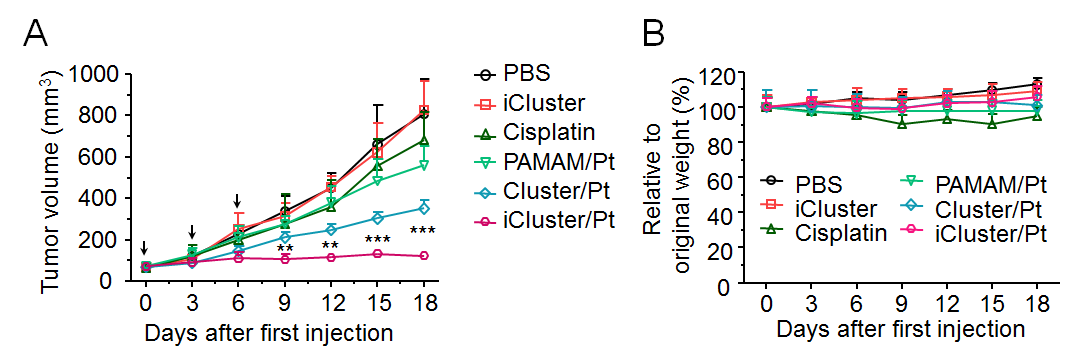 A
Tumor volume (mm³)
1000
800
600
400
200
0
0 3 6 9 12 15 18
Days after first injection
** ** *** ***
PBS
iCluster
Cisplatin
PAMAM/Pt
Cluster/Pt
iCluster/Pt
B
Relative to
original weight (%)
120
100
80
60
40
20
0
0 3 6 9 12 15 18
Days after first injection
PBS
iCluster
Cisplatin
PAMAM/Pt
Cluster/Pt
iCluster/Pt